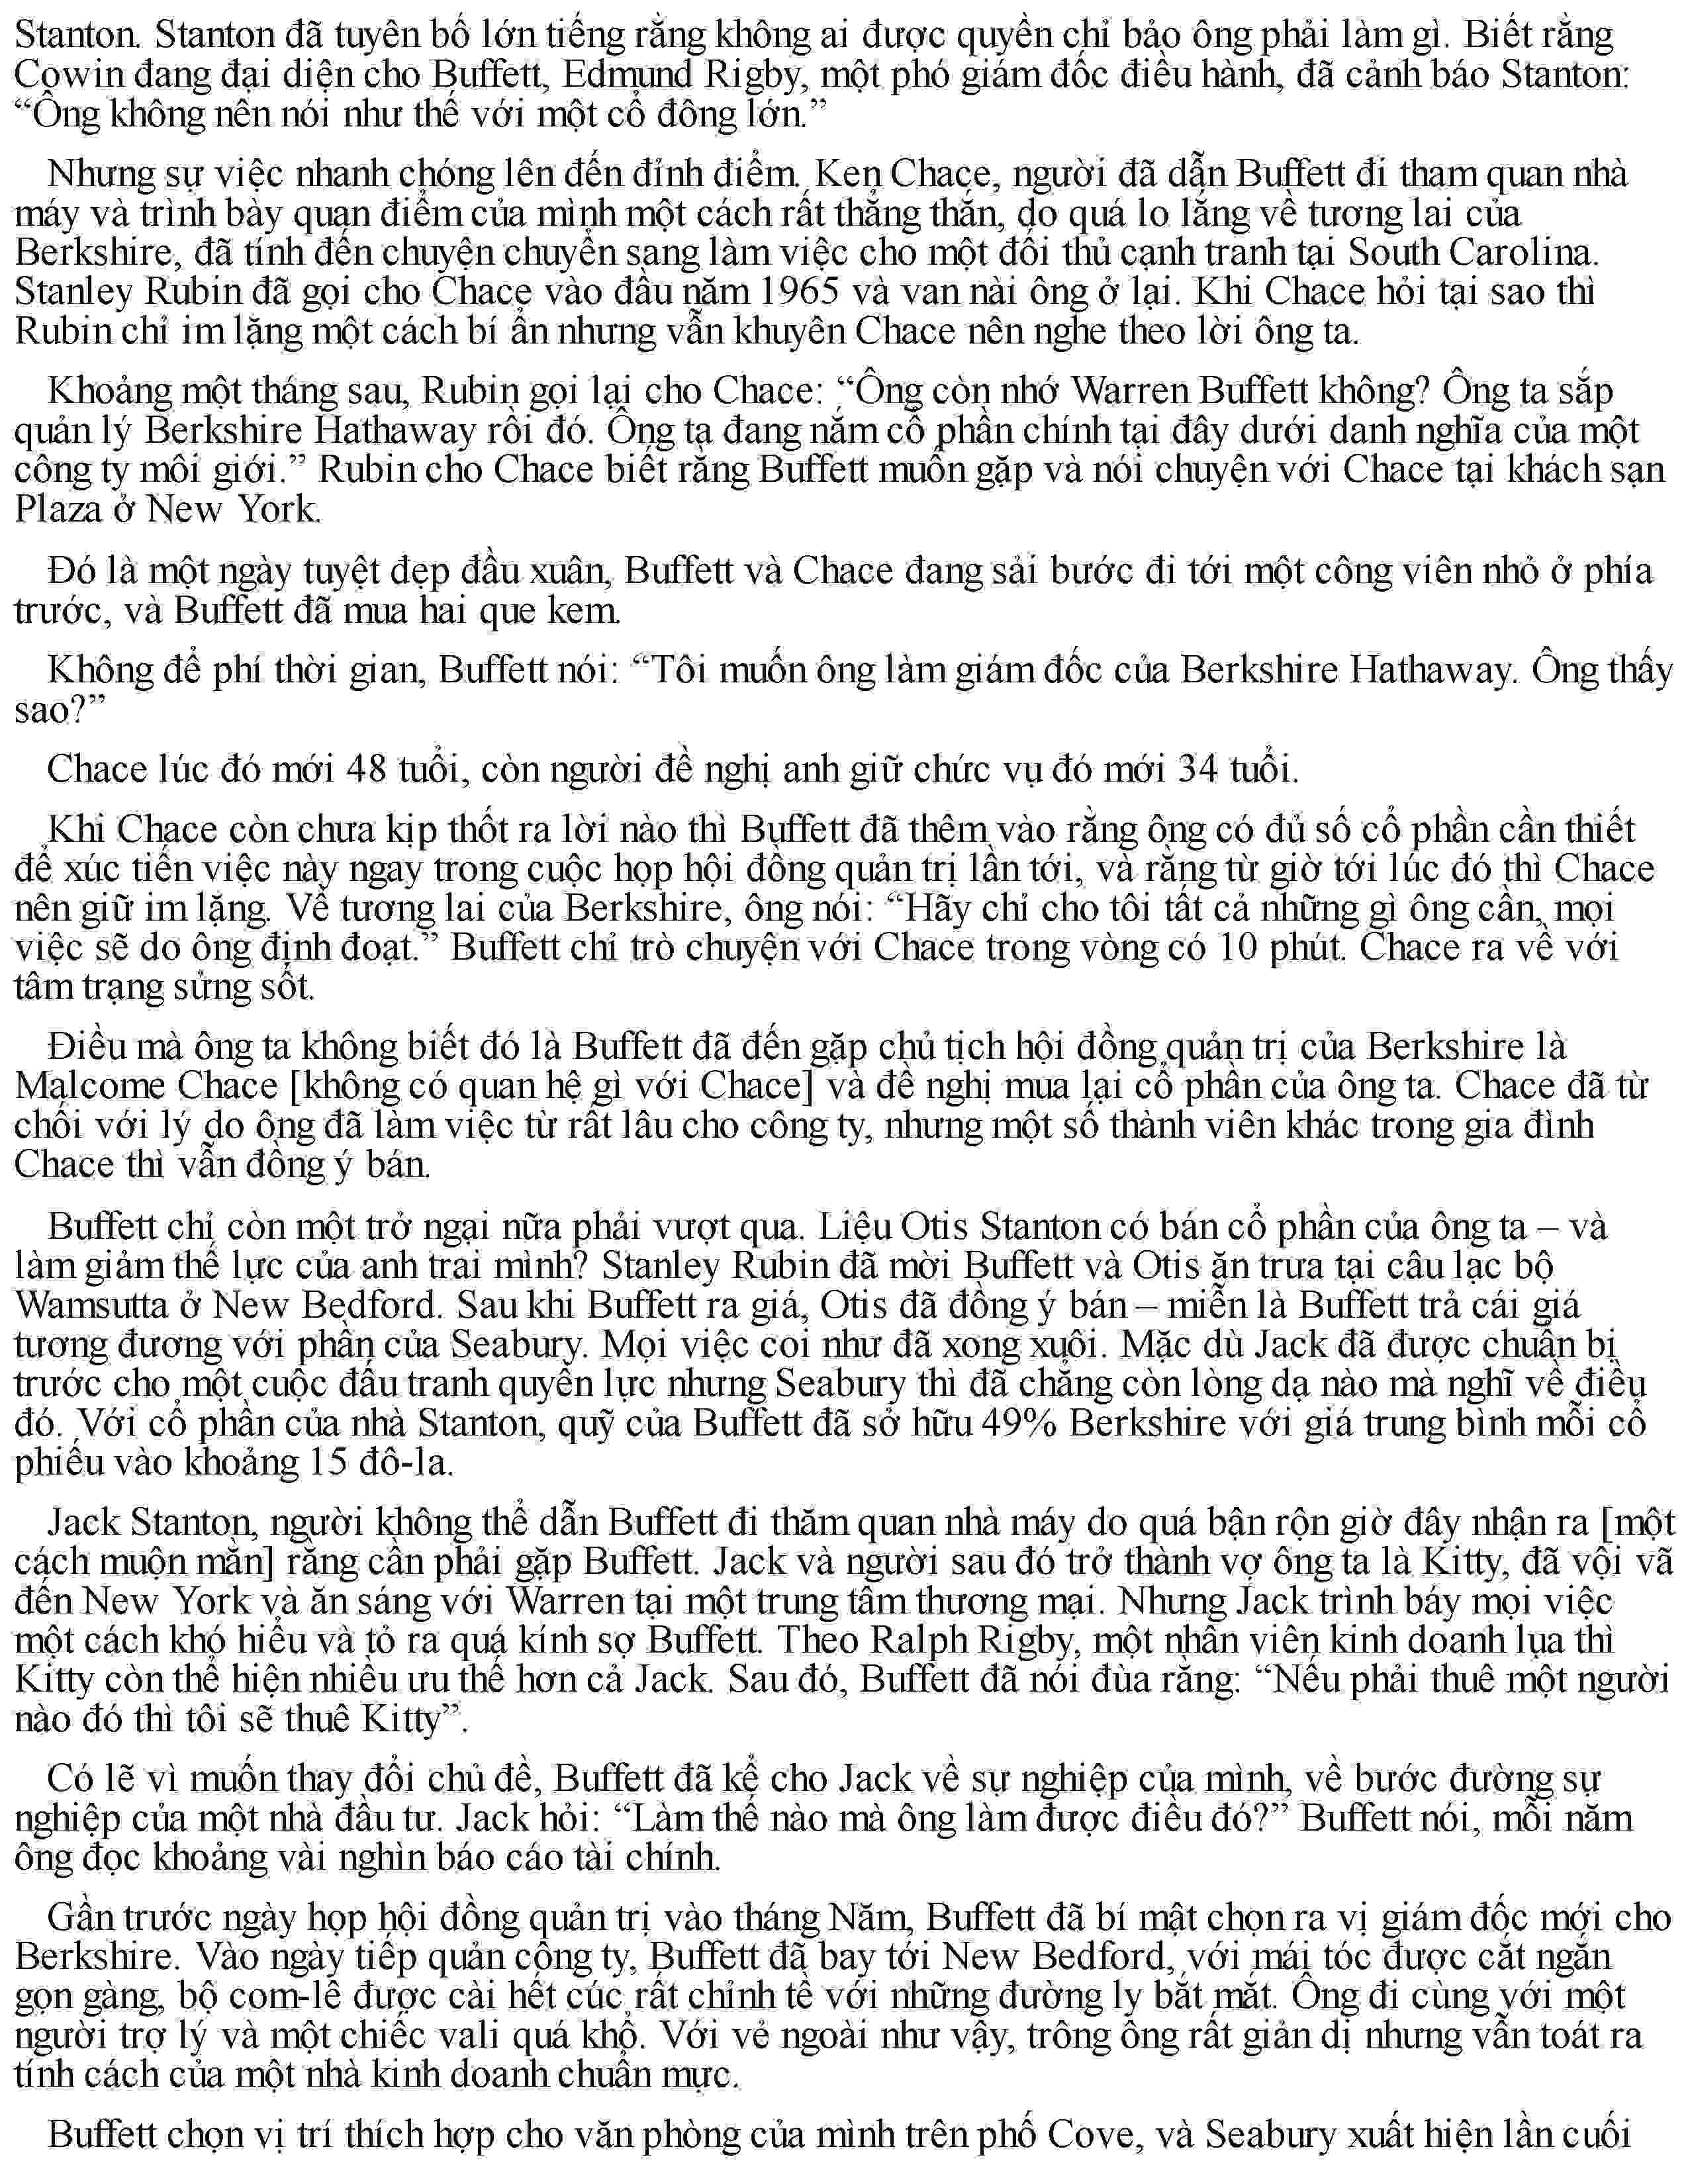 Stanton. Stanton đã tuyên bố lớn tiếng rằng không ai được quyền chỉ bảo ông phải làm gì. Biết rằng
Cowin đang đại diện cho Buffett, Edmund Rigby, một phó giám đốc điều hành, đã cảnh báo Stanton:
“Ông không nên nói như thế với một cổ đông lớn.”
Nhưng sự việc nhanh chóng lên đến đỉnh điểm. Ken Chace, người đã dẫn Buffett đi tham quan nhà
máy và trình bày quan điểm của mình một cách rất thẳng thắn, do quá lo lắng về tương lai của
Berkshire, đã tính đến chuyện chuyển sang làm việc cho một đối thủ cạnh tranh tại South Carolina.
Stanley Rubin đã gọi cho Chace vào đầu năm 1965 và van nài ông ở lại. Khi Chace hỏi tại sao thì
Rubin chỉ im lặng một cách bí ẩn nhưng vẫn khuyên Chace nên nghe theo lời ông ta.
Khoảng một tháng sau, Rubin gọi lại cho Chace: “Ông còn nhớ Warren Buffett không? Ông ta sắp
quản lý Berkshire Hathaway rồi đó. Ông ta đang nắm cổ phần chính tại đây dưới danh nghĩa của một
công ty môi giới.” Rubin cho Chace biết rằng Buffett muốn gặp và nói chuyện với Chace tại khách sạn
Plaza ở New York.
Đó là một ngày tuyệt đẹp đầu xuân, Buffett và Chace đang sải bước đi tới một công viên nhỏ ở phía
trước, và Buffett đã mua hai que kem.
Không để phí thời gian, Buffett nói: “Tôi muốn ông làm giám đốc của Berkshire Hathaway. Ông thấy
sao?”
Chace lúc đó mới 48 tuổi, còn người đề nghị anh giữ chức vụ đó mới 34 tuổi.
Khi Chace còn chưa kịp thốt ra lời nào thì Buffett đã thêm vào rằng ông có đủ số cổ phần cần thiết
để xúc tiến việc này ngay trong cuộc họp hội đồng quản trị lần tới, và rằng từ giờ tới lúc đó thì Chace
nên giữ im lặng. Về tương lai của Berkshire, ông nói: “Hãy chỉ cho tôi tất cả những gì ông cần, mọi
việc sẽ do ông định đoạt.” Buffett chỉ trò chuyện với Chace trong vòng có 10 phút. Chace ra về với
tâm trạng sửng sốt.
Điều mà ông ta không biết đó là Buffett đã đến gặp chủ tịch hội đồng quản trị của Berkshire là
Malcome Chace [không có quan hệ gì với Chace] và đề nghị mua lại cổ phần của ông ta. Chace đã từ
chối với lý do ông đã làm việc từ rất lâu cho công ty, nhưng một số thành viên khác trong gia đình
Chace thì vẫn đồng ý bán.
Buffett chỉ còn một trở ngại nữa phải vượt qua. Liệu Otis Stanton có bán cổ phần của ông ta – và
làm giảm thế lực của anh trai mình? Stanley Rubin đã mời Buffett và Otis ăn trưa tại câu lạc bộ
Wamsutta ở New Bedford. Sau khi Buffett ra giá, Otis đã đồng ý bán – miễn là Buffett trả cái giá
tương đương với phần của Seabury. Mọi việc coi như đã xong xuôi. Mặc dù Jack đã được chuẩn bị
trước cho một cuộc đấu tranh quyền lực nhưng Seabury thì đã chẳng còn lòng dạ nào mà nghĩ về điều
đó. Với cổ phần của nhà Stanton, quỹ của Buffett đã sở hữu 49% Berkshire với giá trung bình mỗi cổ
phiếu vào khoảng 15 đô-la.
Jack Stanton, người không thể dẫn Buffett đi thăm quan nhà máy do quá bận rộn giờ đây nhận ra [một
cách muộn mằn] rằng cần phải gặp Buffett. Jack và người sau đó trở thành vợ ông ta là Kitty, đã vội vã
đến New York và ăn sáng với Warren tại một trung tâm thương mại. Nhưng Jack trình báy mọi việc
một cách khó hiểu và tỏ ra quá kính sợ Buffett. Theo Ralph Rigby, một nhân viên kinh doanh lụa thì
Kitty còn thể hiện nhiều ưu thế hơn cả Jack. Sau đó, Buffett đã nói đùa rằng: “Nếu phải thuê một người
nào đó thì tôi sẽ thuê Kitty”.
Có lẽ vì muốn thay đổi chủ đề, Buffett đã kể cho Jack về sự nghiệp của mình, về bước đường sự
nghiệp của một nhà đầu tư. Jack hỏi: “Làm thế nào mà ông làm được điều đó?” Buffett nói, mỗi năm
ông đọc khoảng vài nghìn báo cáo tài chính.
Gần trước ngày họp hội đồng quản trị vào tháng Năm, Buffett đã bí mật chọn ra vị giám đốc mới cho
Berkshire. Vào ngày tiếp quản công ty, Buffett đã bay tới New Bedford, với mái tóc được cắt ngắn
gọn gàng, bộ com-lê được cài hết cúc rất chỉnh tề với những đường ly bắt mắt. Ông đi cùng với một
người trợ lý và một chiếc vali quá khổ. Với vẻ ngoài như vậy, trông ông rất giản dị nhưng vẫn toát ra
tính cách của một nhà kinh doanh chuẩn mực.
Buffett chọn vị trí thích hợp cho văn phòng của mình trên phố Cove, và Seabury xuất hiện lần cuối